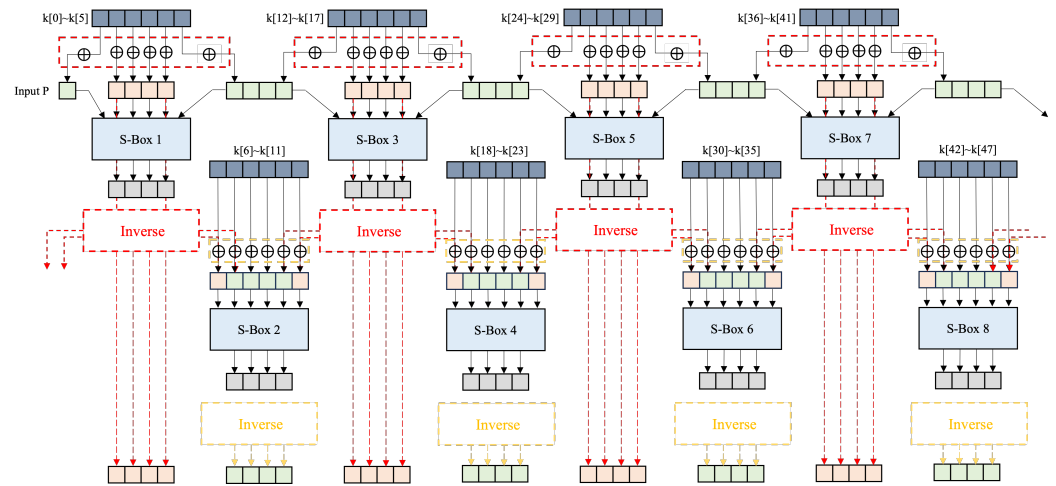 k[0]~k[5]
k[12]~k[17]
k[24]~k[29]
k[36]~k[41]
Input P
S-Box 1
S-Box 3
S-Box 5
S-Box 7
k[6]~k[11]
k[18]~k[23]
k[30]~k[35]
k[42]~k[47]
Inverse
Inverse
Inverse
Inverse
S-Box 2
S-Box 4
S-Box 6
S-Box 8
Inverse
Inverse
Inverse
Inverse